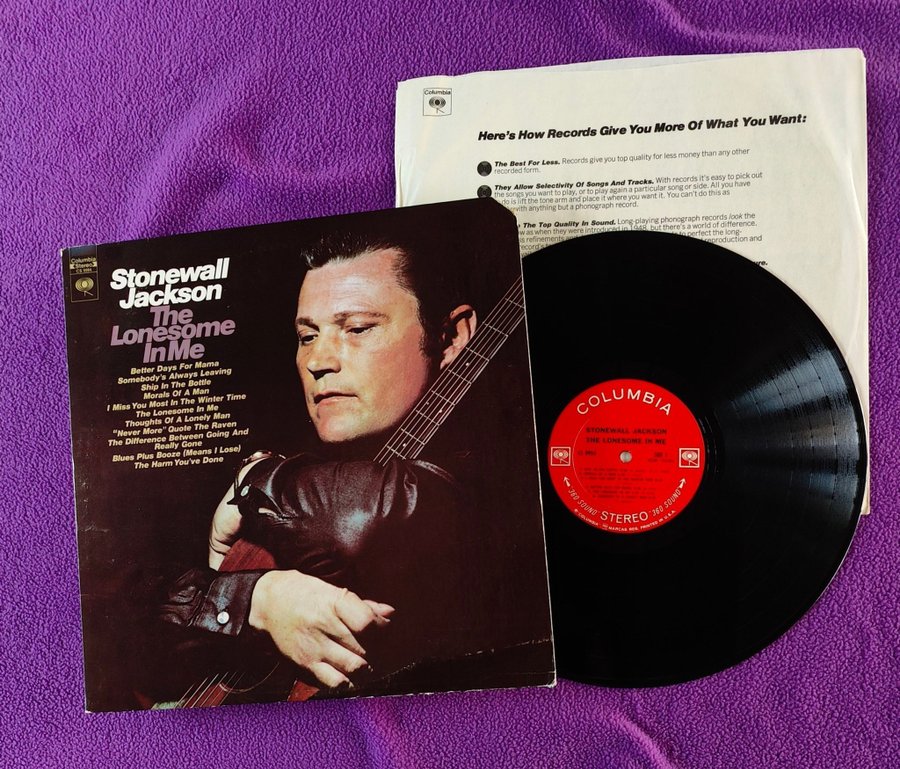 Columbia
Here's How Records Give You More Of What You Want:
The Best For Less. Records give you top quality for less money than any other
recorded form.
They Allow Selectivity Of Songs And Tracks. With records it's easy to pick out
the songs you want to play, or to play again a particular song or side. All you have
do is lift the tone arm and place it where you want it. You can't do this as
with anything but a phonograph record.
The Top Quality In Sound. Long-playing phonograph records look the
as when they were introduced in 1948, but there's a world of difference.
refinements
to perfect the long-
reproduction and
Columbia
Stereo
CS 9991
Stonewall
Jackson
The
Lonesome
In Me
Better Days For Mama
Somebody's Always Leaving
Ship In The Bottle
Morals Of A Man
I Miss You Most In The Winter Time
The Lonesome In Me
Thoughts Of A Lonely Man
"Never More" Quote The Raven
The Difference Between Going And
Really Gone
Blues Plus Booze (Means I Lose)
The Harm You've Done
COLUMBIA
STONEWALL JACKSON
THE LONESOME IN ME
360 SOUND STEREO 360 SOUND